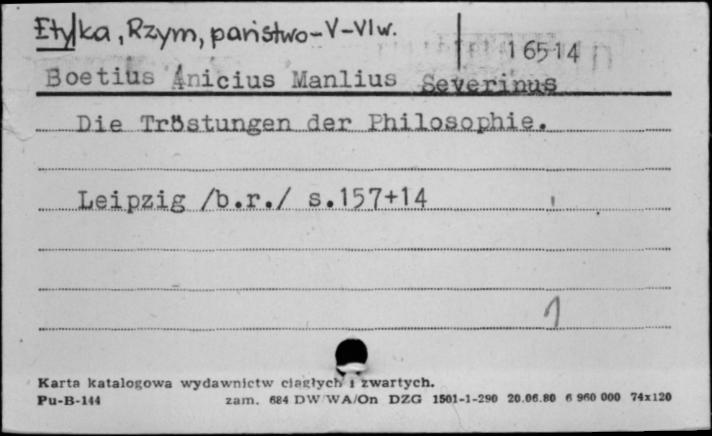 Etyka, Rzym, państwo-V-VIw.
16514
Boetius Anicius Manlius Severinus
Die Tröstungen der Philosophie.
Leipzig /b.r./ s.157+14
1
Karta katalogowa wydawnictw ciągłych i zwartych.
Pu-B-144 zam. 684 DW WA/On DZG 1501-1-290 20.06.80 6 960 000 74x120